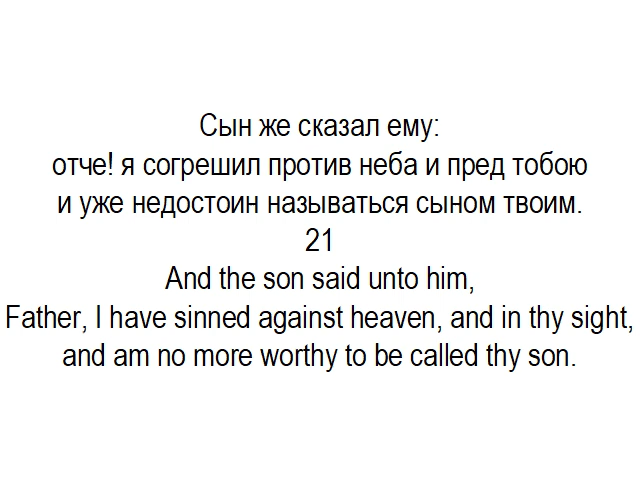 Сын же сказал ему:
отче! я согрешил против неба и пред тобою
и уже недостоин называться сыном твоим.
21
And the son said unto him,
Father, I have sinned against heaven, and in thy sight,
and am no more worthy to be called thy son.